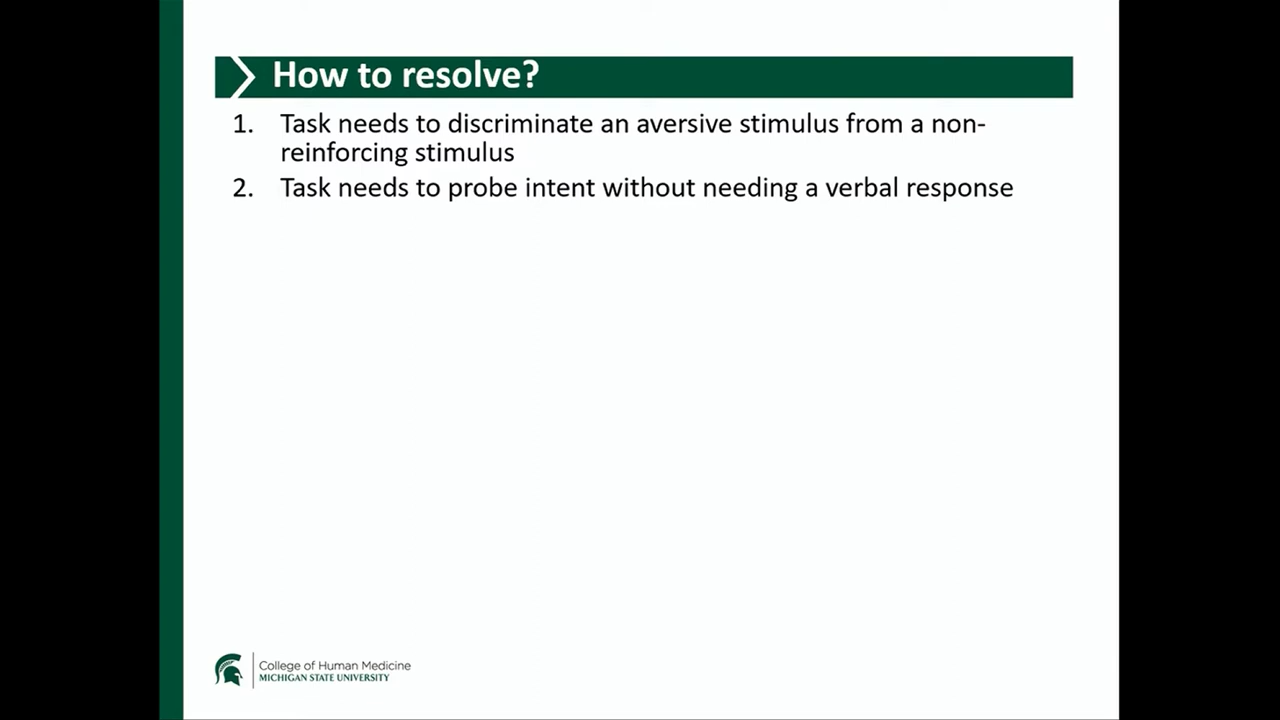 How to resolve?
1. Task needs to discriminate an aversive stimulus from a non-
reinforcing stimulus
2. Task needs to probe intent without needing a verbal response
College of Human Medicine
MICHIGAN STATE UNIVERSITY